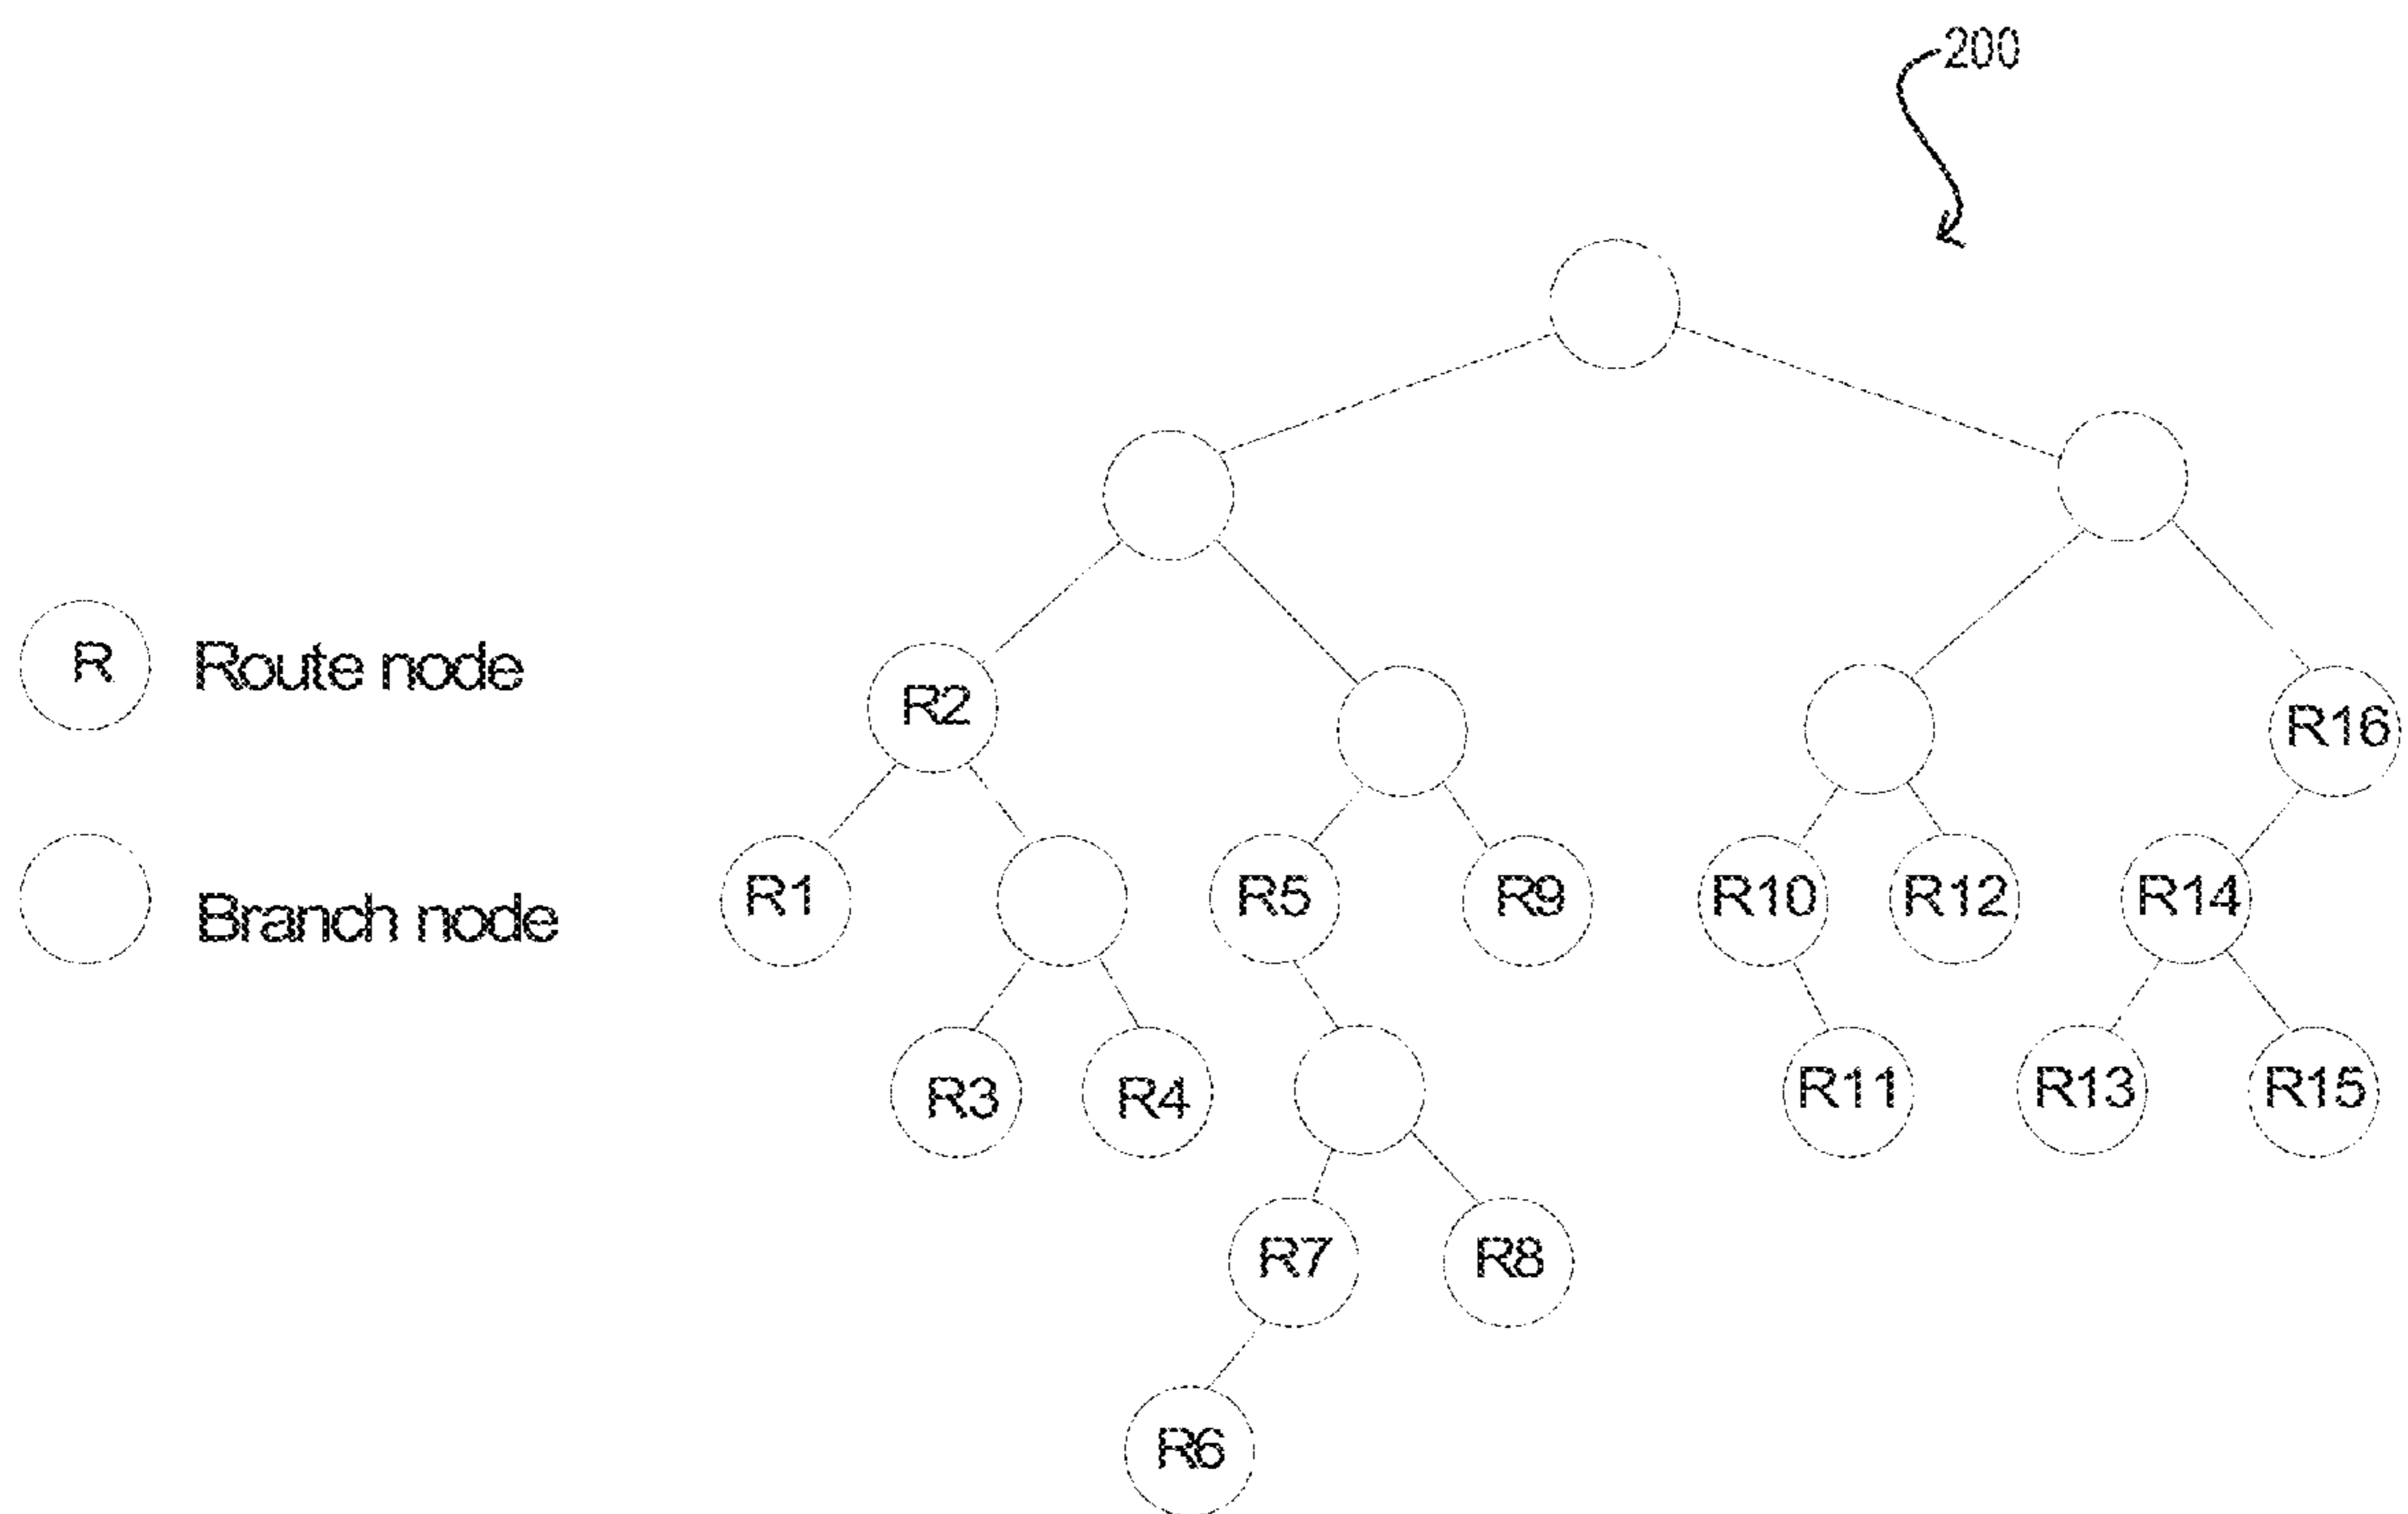 200
R Route node
R2
R16
Branch node
R1
R5
R9
R10
R12
R14
R3
R4
R11
R13
R15
R7
R8
R6